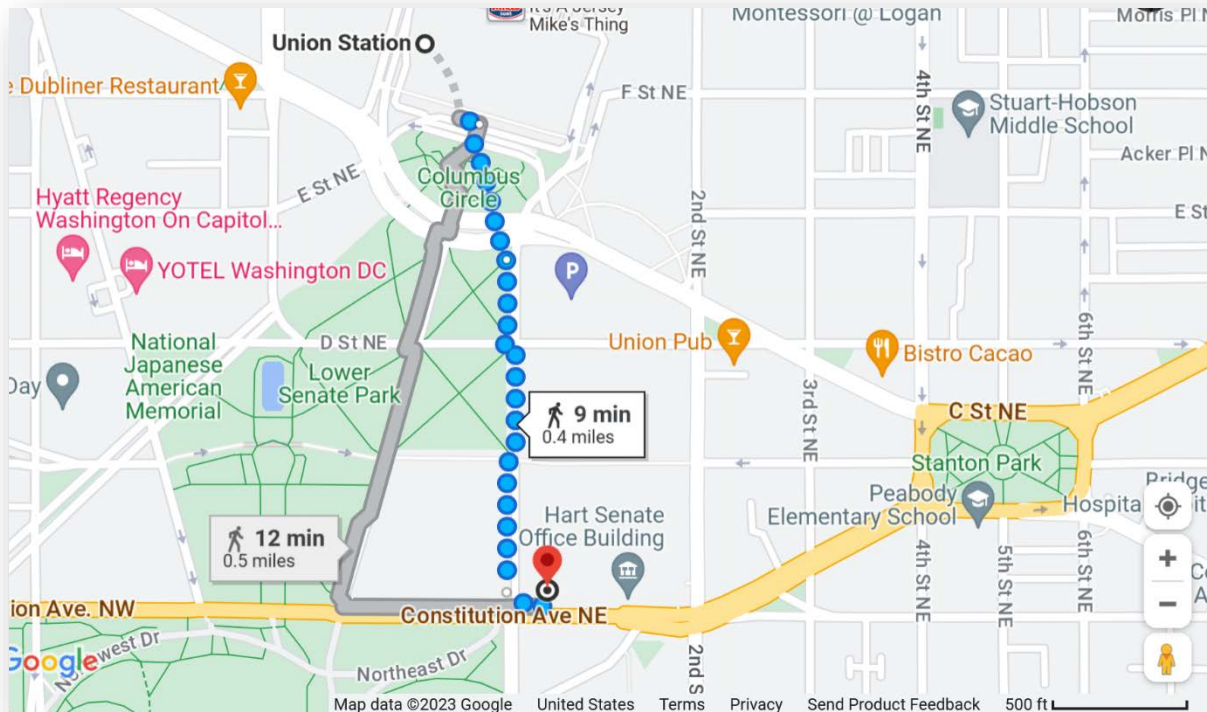 It's A Jersey
Mike's Thing
Montessori @ Logan
Morris Pl N
Union Station
e Dubliner Restaurant
F St NE
4th St NE
Stuart-Hobson
Middle School
Acker Pl N
E St NE
Columbus
Circle
2nd St NE
E St
Hyatt Regency
Washington On Capitol...
YOTEL Washington DC
P
National
Japanese
American
Memorial
D St NE
Lower
Senate Park
Union Pub
Bistro Cacao
6th St NE
Day
3rd St NE
C St NE
9 min
0.4 miles
Stanton Park
Peabody
Elementary School
Hospita
Bridge
it
12 min
0.5 miles
Hart Senate
Office Building
4th St NE
5th St NE
6th St NE
C
A
ion Ave. NW
Constitution Ave NE
Northwest Dr
Northeast Dr
2nd S
Google
Map data ©2023 Google
United States
Terms
Privacy
Send Product Feedback
500 ft